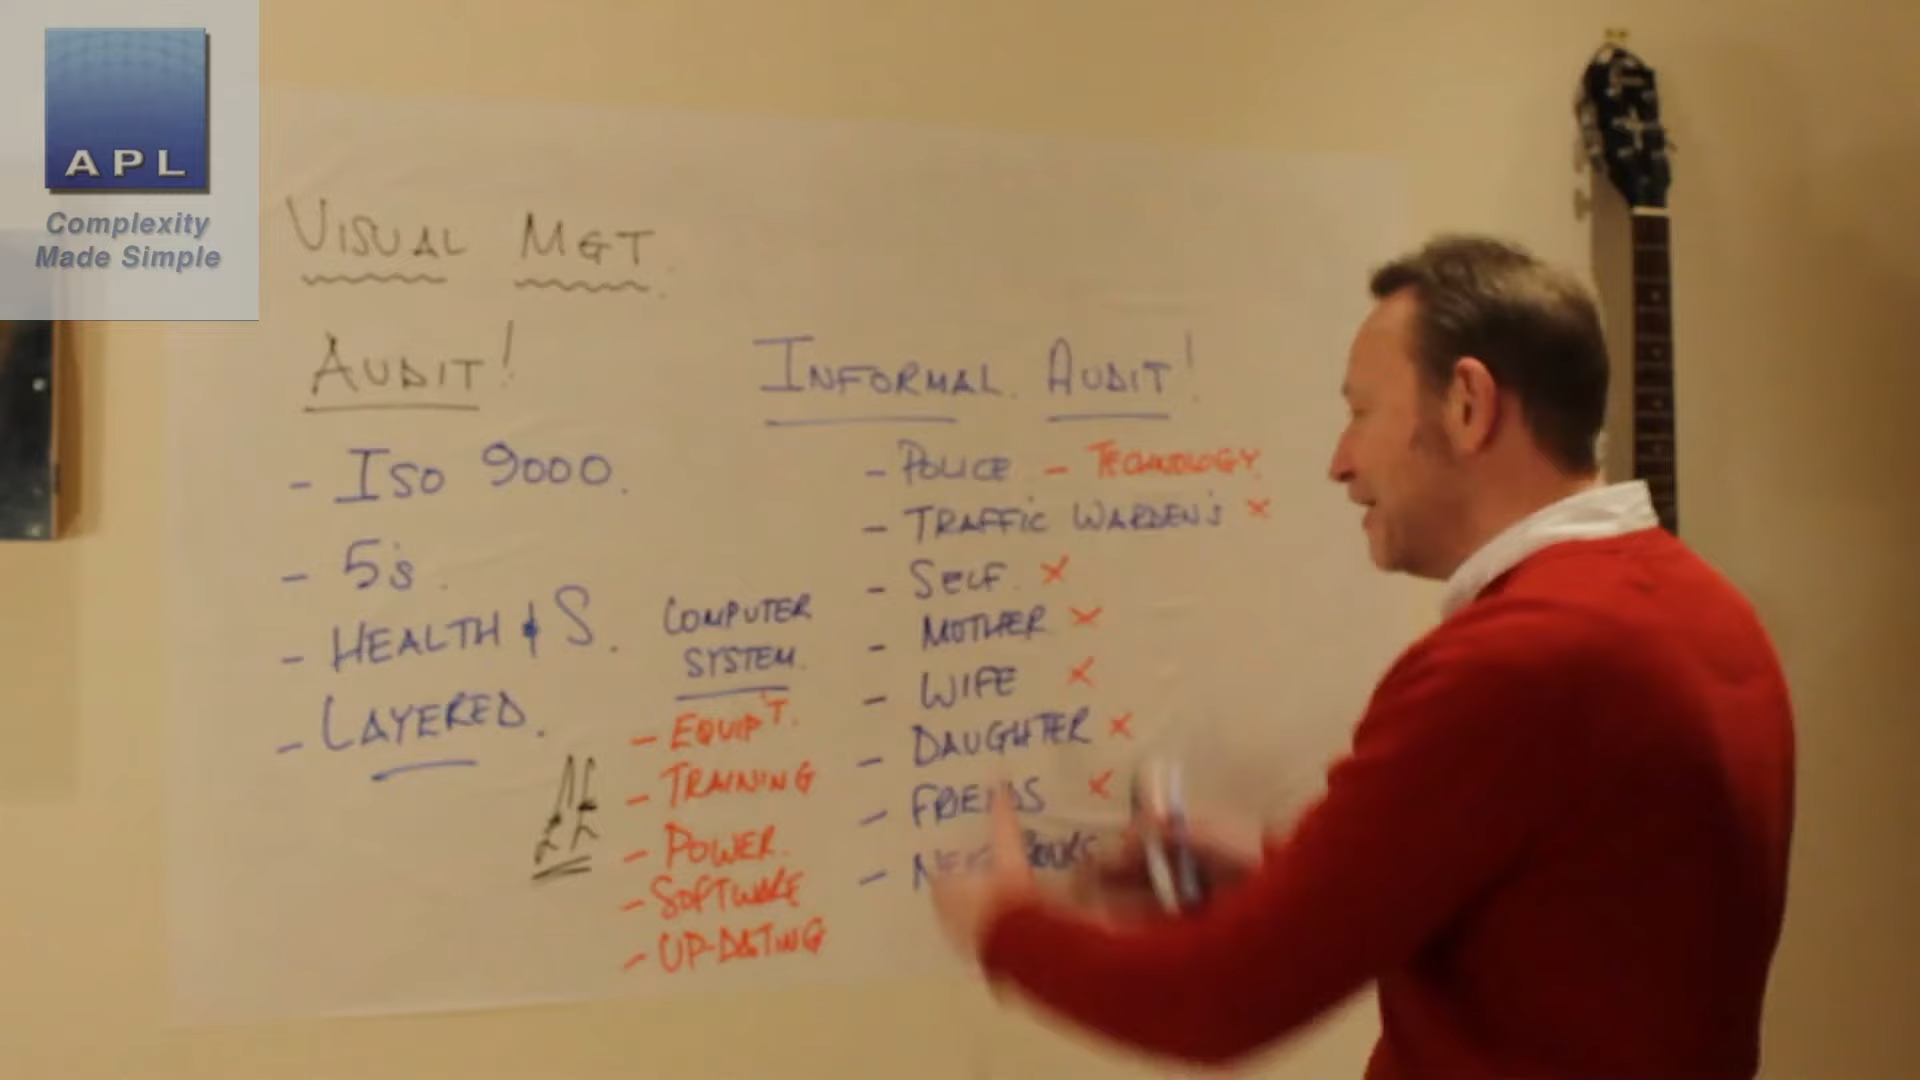 APL
Complexity
Made Simple
VISUAL MGT.
AUDIT!
- ISO 9000.
- 5's.
- HEALTH & S.
- LAYERED.
COMPUTER
SYSTEM.
- EQUIP'T.
- TRAINING
- POWER.
- SOFTWARE
- UP-DATING
INFORMAL. AUDIT!
- POLICE - TECHNOLOGY.
- TRAFFIC WARDEN'S ×
- SELF. ×
- MOTHER ×
- WIFE ×
- DAUGHTER ×
- FRIENDS ×